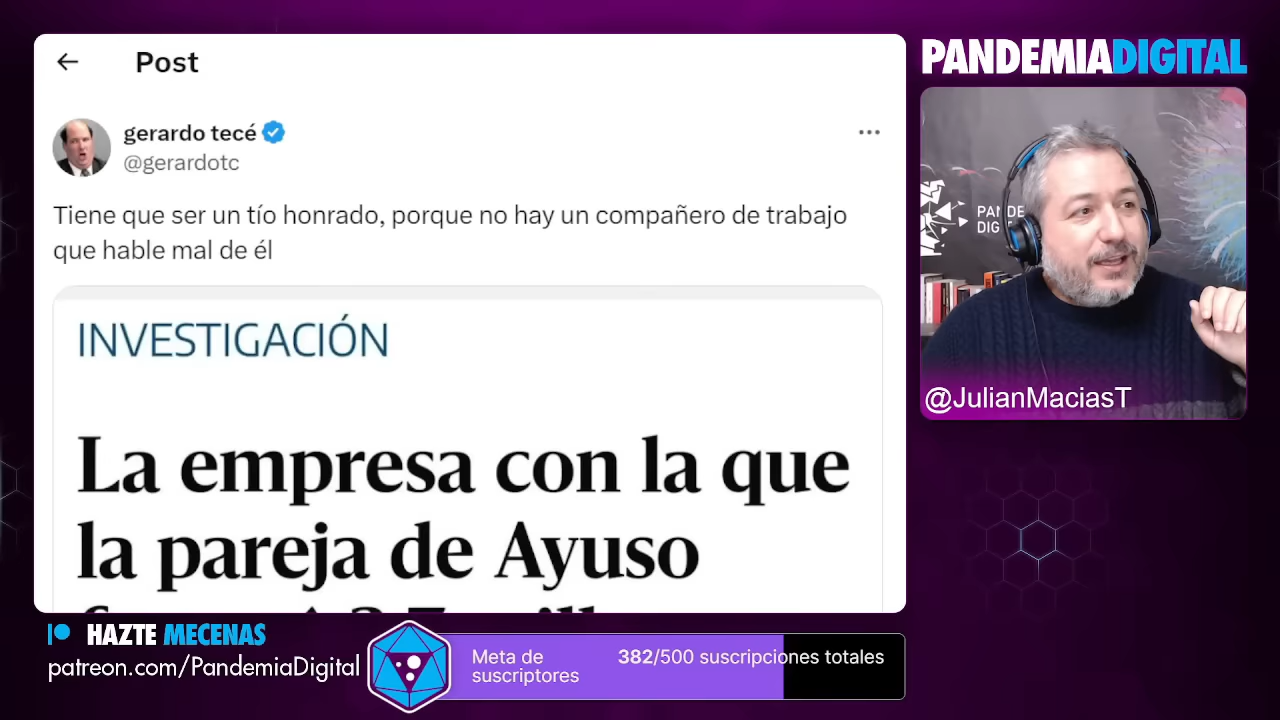 Post
gerardo tecé
@gerardotc
Tiene que ser un tío honrado, porque no hay un compañero de trabajo
que hable mal de él
INVESTIGACIÓN
La empresa con la que
la pareja de Ayuso
PANDEMIADIGITAL
@JulianMaciasT
HAZTE MECENAS
patreon.com/PandemiaDigital
Meta de
suscriptores
382/500 suscripciones totales